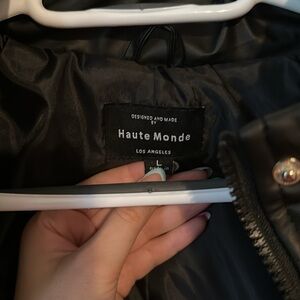 DESIGNED AND MADE
BY
Haute Monde
LOS ANGELES
L